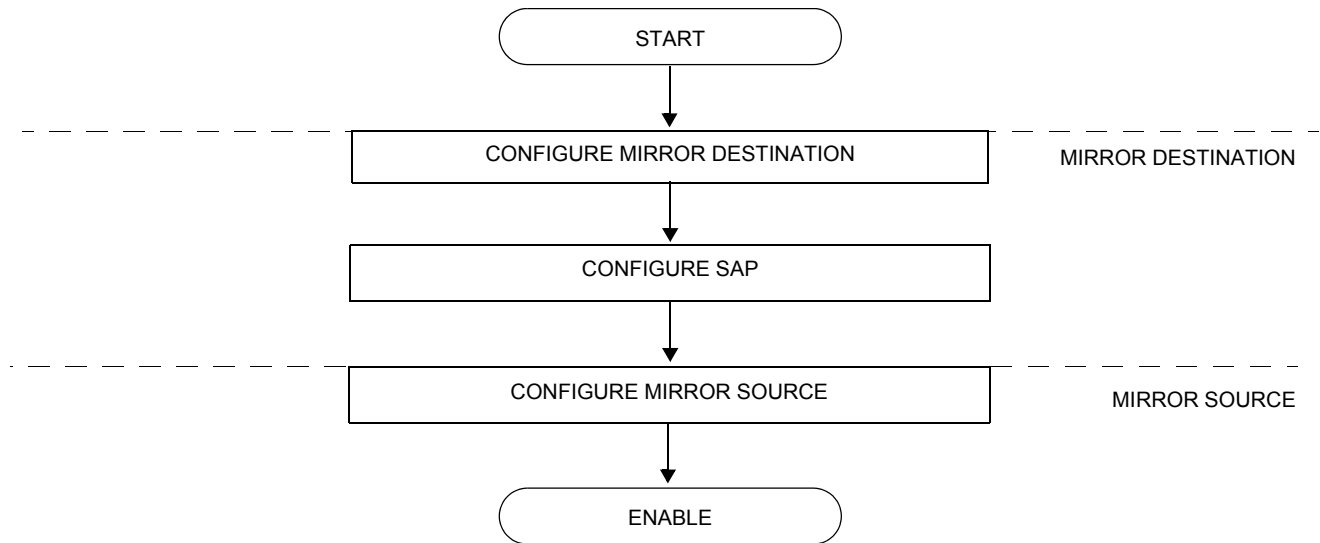 START
CONFIGURE MIRROR DESTINATION
MIRROR DESTINATION
CONFIGURE SAP
CONFIGURE MIRROR SOURCE
MIRROR SOURCE
ENABLE